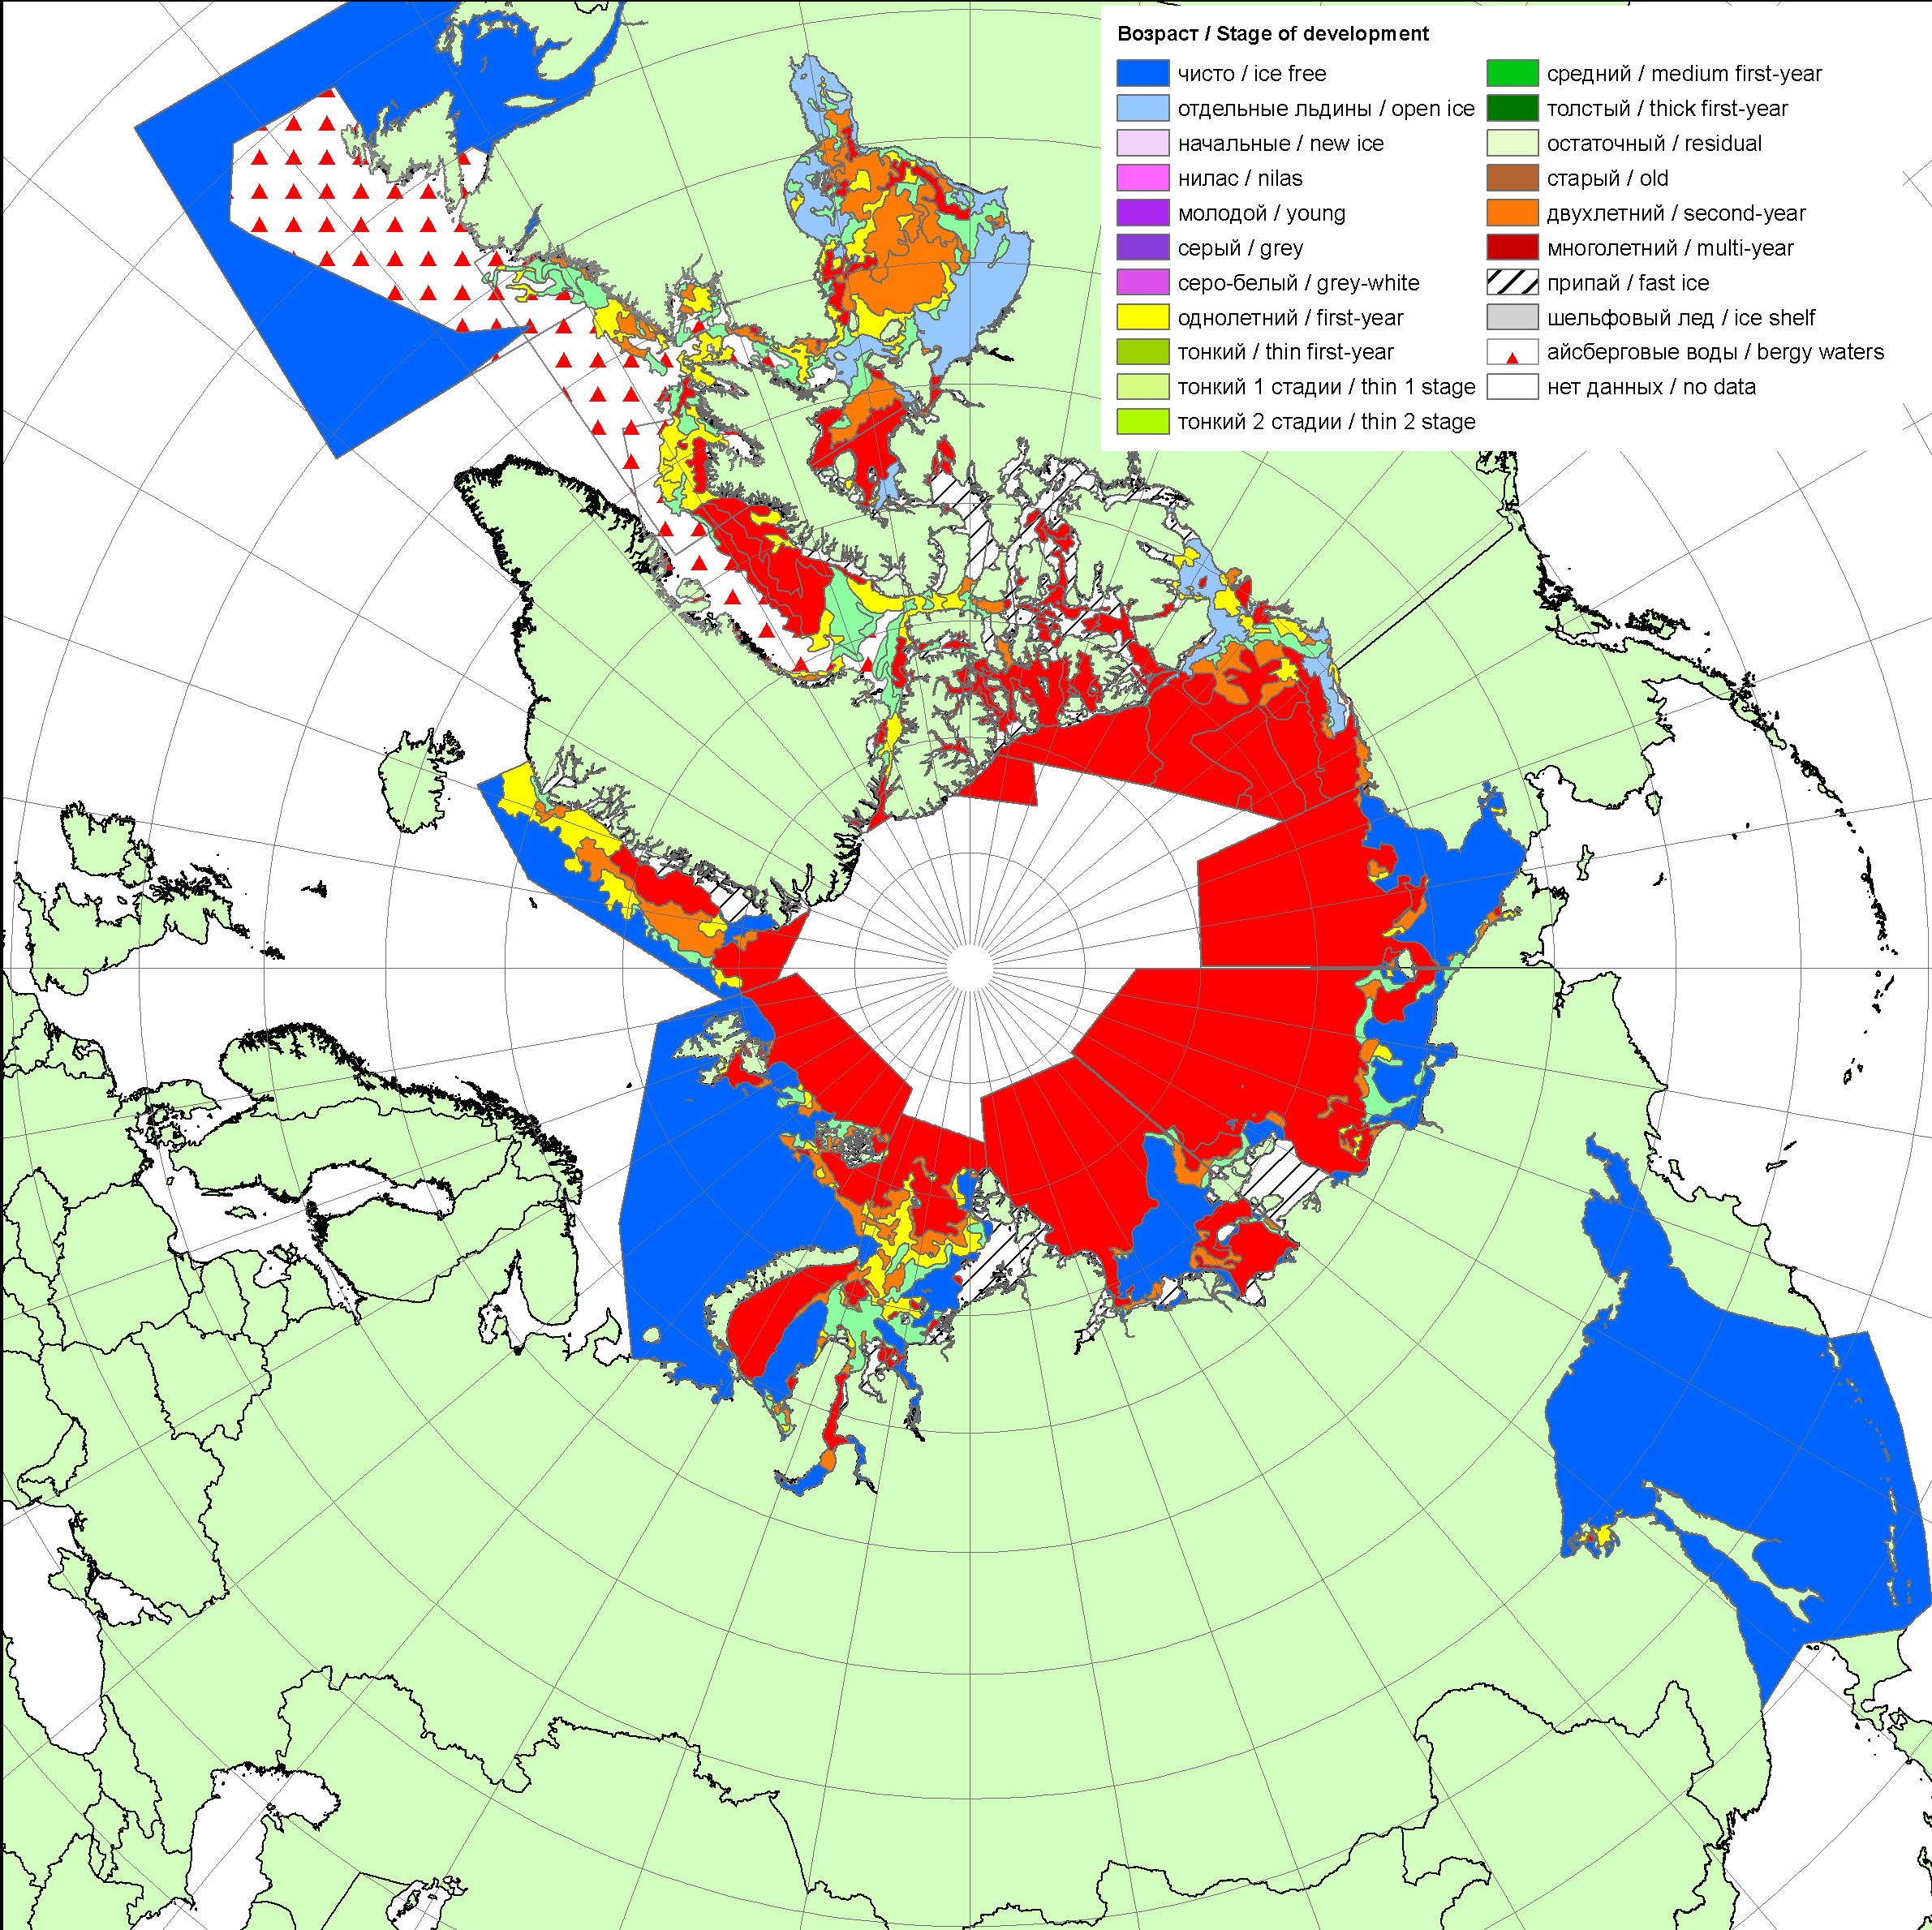 Возраст / Stage of development
чисто / ice free
отдельные льдины / open ice
начальные / new ice
нилас / nilas
молодой / young
серый / grey
серо-белый / grey-white
однолетний / first-year
тонкий / thin first-year
тонкий 1 стадии / thin 1 stage
тонкий 2 стадии / thin 2 stage
средний / medium first-year
толстый / thick first-year
остаточный / residual
старый / old
двухлетний / second-year
многолетний / multi-year
припай / fast ice
шельфовый лед / ice shelf
айсберговые воды / bergy waters
нет данных / no data